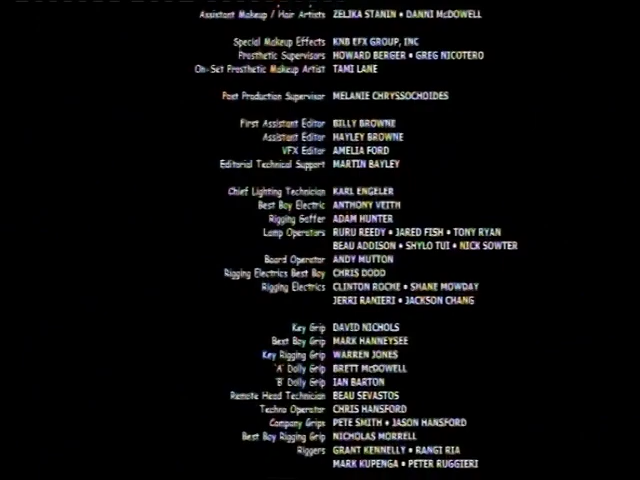 Assistant Makeup / Hair Artists ZELJKA STANIN • DANNI McDOWELL
Special Makeup Effects KNB EFX GROUP, INC
Prosthetic Supervisors HOWARD BERGER • GREG NICOTERO
On-Set Prosthetic Makeup Artist TAMI LANE
Post Production Supervisor MELANIE CHRYSSOCHOIDES
First Assistant Editor BILLY BROWNE
Assistant Editor HAYLEY BROWNE
VFX Editor AMELIA FORD
Editorial Technical Support MARTIN BAYLEY
Chief Lighting Technician KARL ENGELER
Best Boy Electric ANTHONY VEITH
Rigging Gaffer ADAM HUNTER
Lamp Operators RURU REEDY • JARED FISH • TONY RYAN
BEAU ADDISON • SHYLO TUI • NICK SOWTER
Board Operator ANDY MUTTON
Rigging Electrics Best Boy CHRIS DODD
Rigging Electrics CLINTON ROCHE • SHANE MOWDAY
JERRI RANIERI • JACKSON CHANG
Key Grip DAVID NICHOLS
Best Boy Grip MARK HANNEYSEE
Key Rigging Grip WARREN JONES
'A' Dolly Grip BRETT McDOWELL
'B' Dolly Grip IAN BARTON
Remote Head Technician BEAU SEVASTOS
Techno Operator CHRIS HANSFORD
Company Grips PETE SMITH • JASON HANSFORD
Best Boy Rigging Grip NICHOLAS MORRELL
Riggers GRANT KENNELLY • RANGI RIA
MARK KUPENGA • PETER RUGGIERI